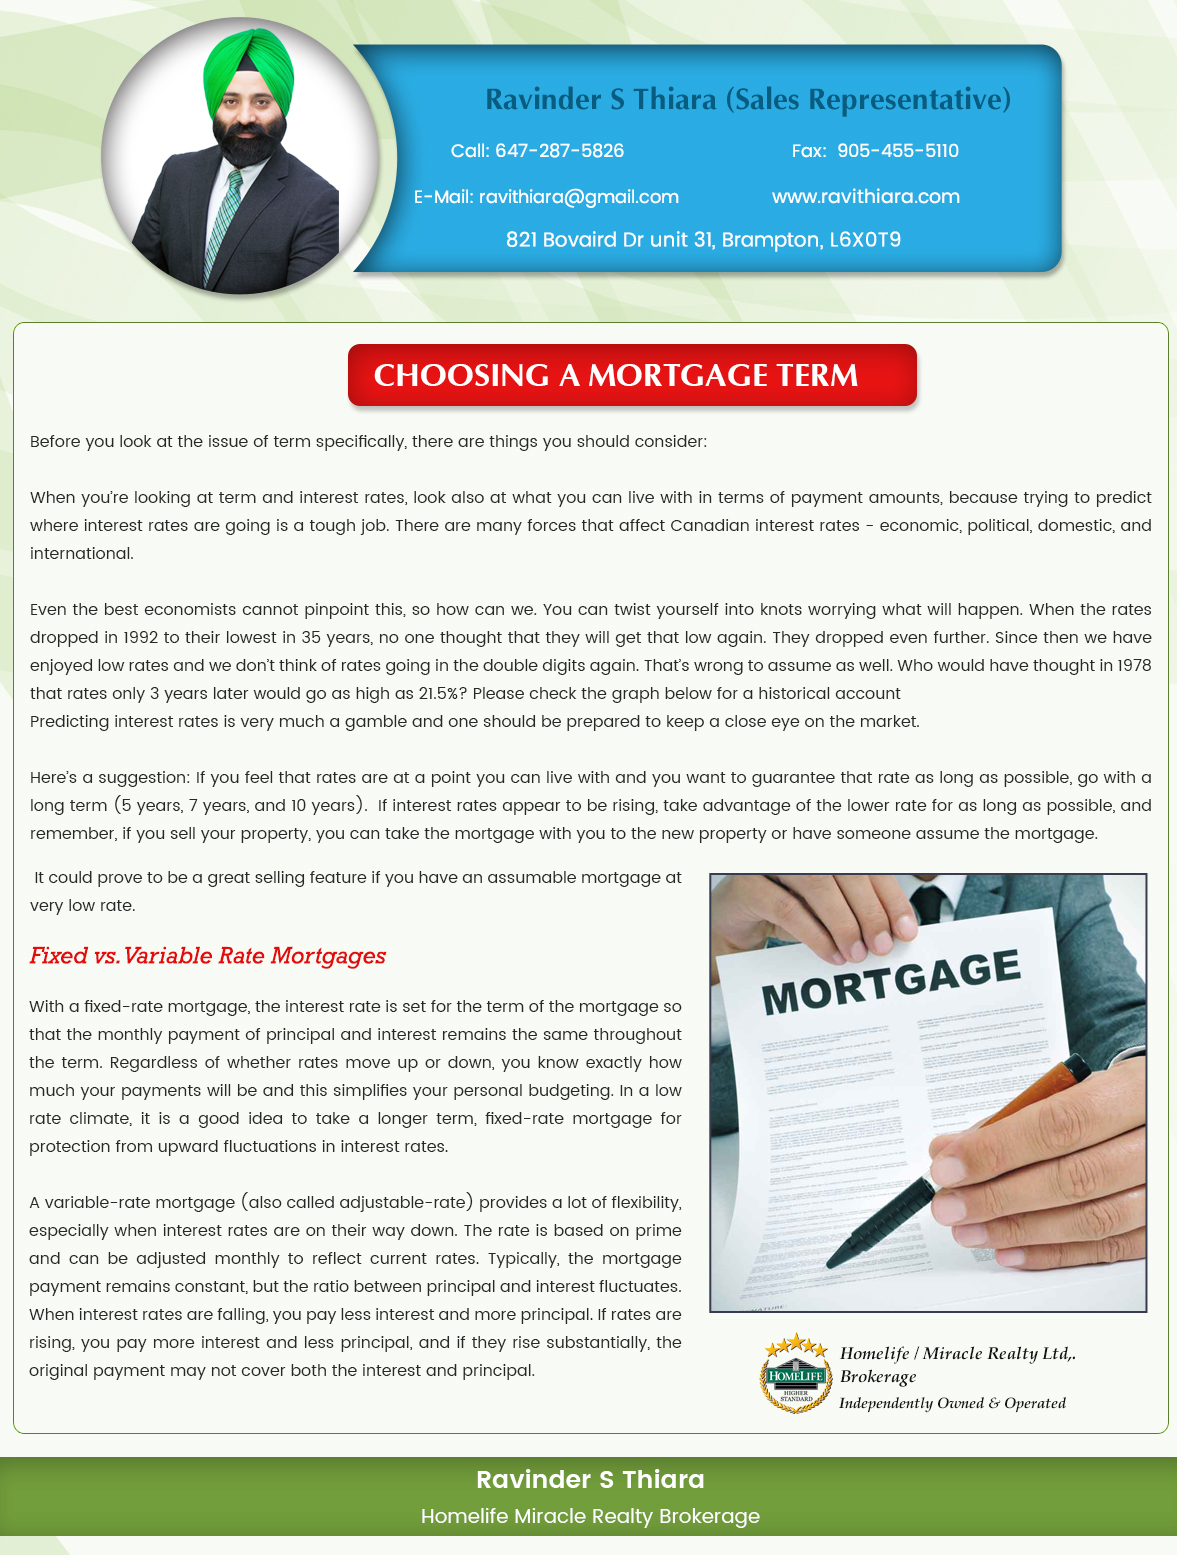 Ravinder S Thiara (Sales Representative)
Call: 647-287-5826
Fax:  905-455-5110
E-Mail: ravithiara@gmail.com
www.ravithiara.com
821 Bovaird Dr unit 31, Brampton, L6X0T9
CHOOSING A MORTGAGE TERM
Before you look at the issue of term specifically, there are things you should consider:
When you’re looking at term and interest rates, look also at what you can live with in terms of payment amounts, because trying to predict
where interest rates are going is a tough job. There are many forces that affect Canadian interest rates - economic, political, domestic, and
international.
Even the best economists cannot pinpoint this, so how can we. You can twist yourself into knots worrying what will happen. When the rates
dropped in 1992 to their lowest in 35 years, no one thought that they will get that low again. They dropped even further. Since then we have
enjoyed low rates and we don’t think of rates going in the double digits again. That’s wrong to assume as well. Who would have thought in 1978
that rates only 3 years later would go as high as 21.5%? Please check the graph below for a historical account
Predicting interest rates is very much a gamble and one should be prepared to keep a close eye on the market.
Here’s a suggestion: If you feel that rates are at a point you can live with and you want to guarantee that rate as long as possible, go with a
long term (5 years, 7 years, and 10 years).  If interest rates appear to be rising, take advantage of the lower rate for as long as possible, and
remember, if you sell your property, you can take the mortgage with you to the new property or have someone assume the mortgage.
It could prove to be a great selling feature if you have an assumable mortgage at
very low rate.
Fixed vs. Variable Rate Mortgages
With a fixed-rate mortgage, the interest rate is set for the term of the mortgage so
that the monthly payment of principal and interest remains the same throughout
the term. Regardless of whether rates move up or down, you know exactly how
much your payments will be and this simplifies your personal budgeting. In a low
rate climate, it is a good idea to take a longer term, fixed-rate mortgage for
protection from upward fluctuations in interest rates.
A variable-rate mortgage (also called adjustable-rate) provides a lot of flexibility,
especially when interest rates are on their way down. The rate is based on prime
and can be adjusted monthly to reflect current rates. Typically, the mortgage
payment remains constant, but the ratio between principal and interest fluctuates.
When interest rates are falling, you pay less interest and more principal. If rates are
rising, you pay more interest and less principal, and if they rise substantially, the
original payment may not cover both the interest and principal.
MORTGAGE
HOMELIFE
HIGHER
STANDARD
Homelife / Miracle Realty Ltd,.
Brokerage
Independently Owned & Operated
Ravinder S Thiara
Homelife Miracle Realty Brokerage